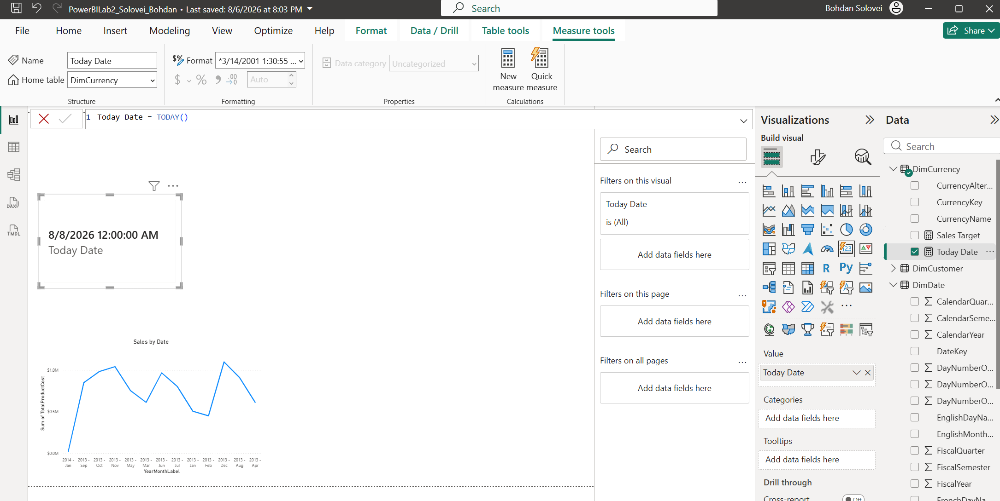 PowerBILab2_Solovei_Bohdan • Last saved: 8/6/2026 at 8:03 PM
Search
Bohdan Solovei
File Home Insert Modeling View Optimize Help Format Data / Drill Table tools Measure tools
Share
Name
Today Date
Home table
DimCurrency
Structure
Format
*3/14/2001 1:30:55 ...
$ % , .00
Auto
Formatting
Data category
Uncategorized
Properties
New measure
Quick measure
Calculations
1 Today Date = TODAY()
DAX
TMDL
8/8/2026 12:00:00 AM
Today Date
Sales by Date
Sum of TotalProductCost
$1.0M
$0.5M
$0.0M
2014 - Jan
2013 - Sep
2013 - Oct
2013 - Nov
2013 - May
2013 - Mar
2013 - Jun
2013 - Jul
2013 - Jan
2013 - Feb
2013 - Dec
2013 - Aug
2013 - Apr
YearMonthLabel
Search
Filters on this visual
Today Date
is (All)
Add data fields here
Filters on this page
Add data fields here
Filters on all pages
Add data fields here
Visualizations
Build visual
123
R
Py
Value
Today Date
Categories
Add data fields here
Tooltips
Add data fields here
Drill through
Cross-report
Off
Data
Search
DimCurrency
CurrencyAlter...
CurrencyKey
CurrencyName
Sales Target
Today Date
DimCustomer
DimDate
CalendarQuar...
CalendarSeme...
CalendarYear
DateKey
DayNumberO...
DayNumberO...
DayNumberO...
EnglishDayNa...
EnglishMonth...
FiscalQuarter
FiscalSemester
FiscalYear
FrenchDayNa...